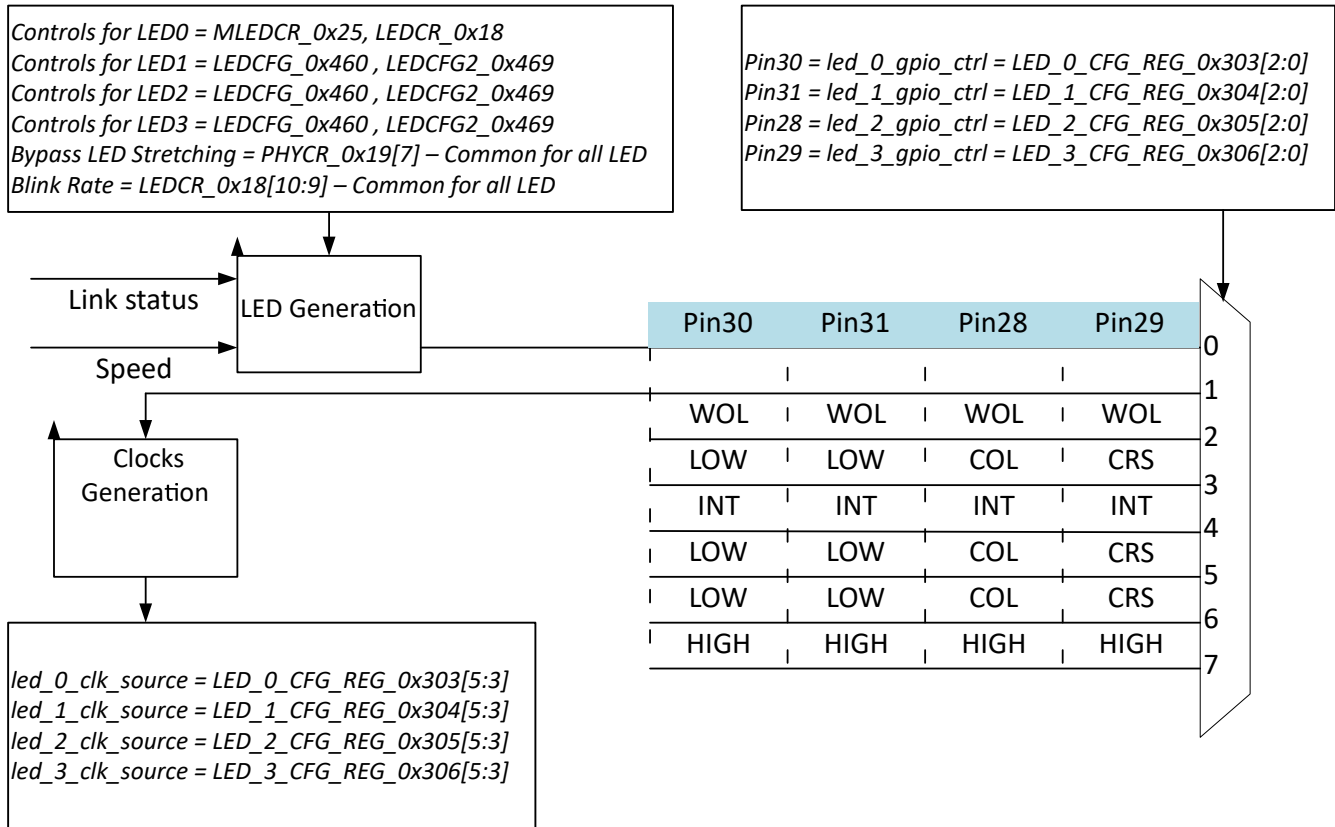 Controls for LED0 = MLEDCR_0x25, LEDCR_0x18
Controls for LED1 = LEDCFG_0x460 , LEDCFG2_0x469
Controls for LED2 = LEDCFG_0x460 , LEDCFG2_0x469
Controls for LED3 = LEDCFG_0x460 , LEDCFG2_0x469
Bypass LED Stretching = PHYCR_0x19[7] – Common for all LED
Blink Rate = LEDCR_0x18[10:9] – Common for all LED
Pin30 = led_0_gpio_ctrl = LED_0_CFG_REG_0x303[2:0]
Pin31 = led_1_gpio_ctrl = LED_1_CFG_REG_0x304[2:0]
Pin28 = led_2_gpio_ctrl = LED_2_CFG_REG_0x305[2:0]
Pin29 = led_3_gpio_ctrl = LED_3_CFG_REG_0x306[2:0]
Link status
Speed
LED Generation
Pin30 Pin31 Pin28 Pin29
0
1
WOL WOL WOL WOL
2
LOW LOW COL CRS
3
INT INT INT INT
4
LOW LOW COL CRS
5
LOW LOW COL CRS
6
HIGH HIGH HIGH HIGH
7
Clocks
Generation
led_0_clk_source = LED_0_CFG_REG_0x303[5:3]
led_1_clk_source = LED_1_CFG_REG_0x304[5:3]
led_2_clk_source = LED_2_CFG_REG_0x305[5:3]
led_3_clk_source = LED_3_CFG_REG_0x306[5:3]